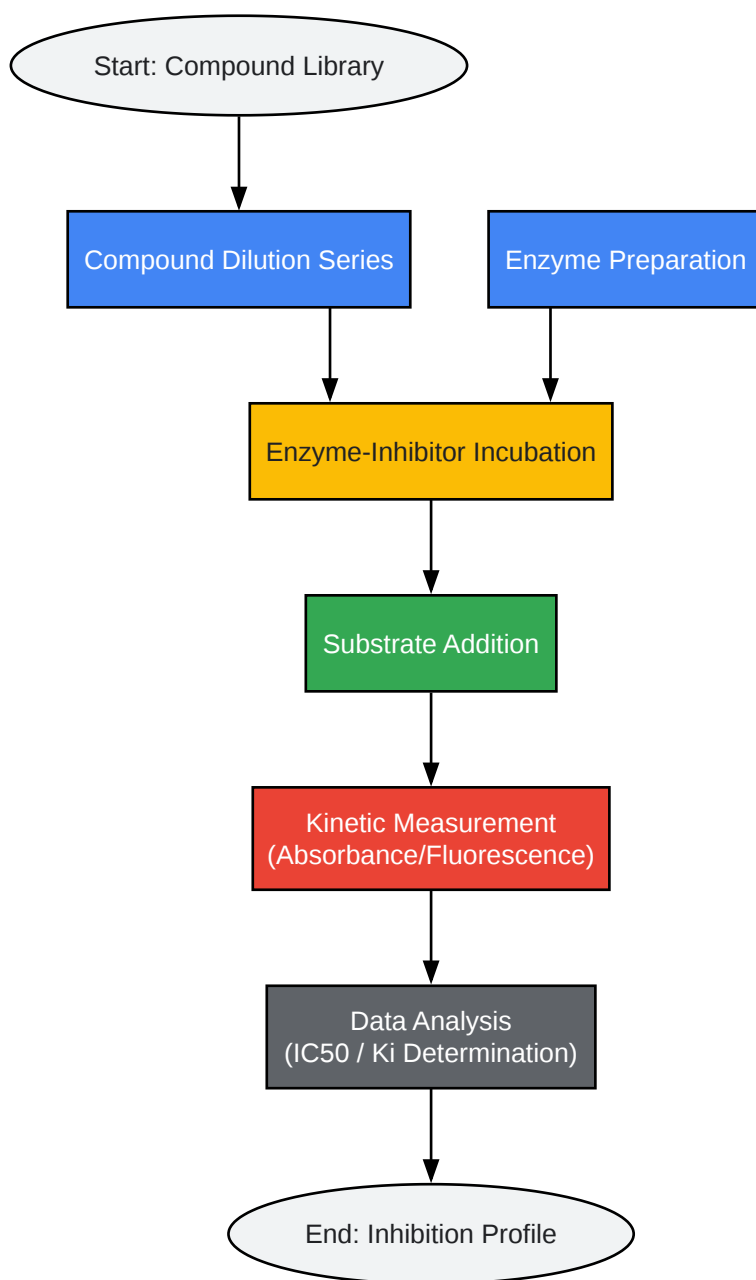 Start: Compound Library
Compound Dilution Series
Enzyme Preparation
Enzyme-Inhibitor Incubation
Substrate Addition
Kinetic Measurement
(Absorbance/Fluorescence)
Data Analysis
(IC50 / Ki Determination)
End: Inhibition Profile